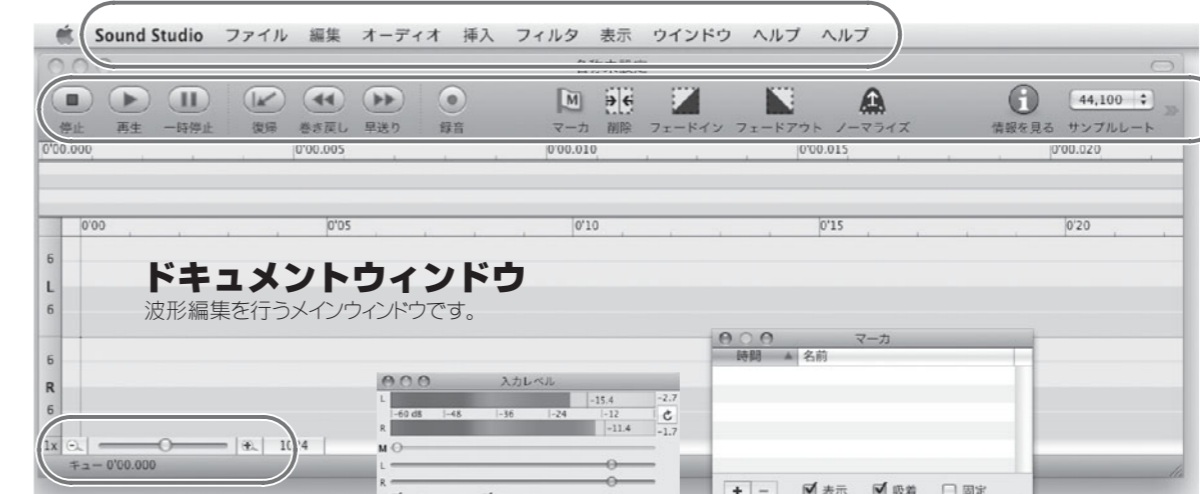 Sound Studio ファイル 編集 オーディオ 挿入 フィルタ 表示 ウインドウ ヘルプ ヘルプ
M
44,100
停止 再生 一時停止 復帰 巻き戻し 早送り 録音 マーカ 削除 フェードイン フェードアウト ノーマライズ 情報を見る サンプルレート
0'00.000 0'00.005 0'00.010 0'00.015 0'00.020
0'00 0'05 0'10 0'15 0'20
6
L
6
ドキュメントウィンドウ
波形編集を行うメインウィンドウです。
6
R
6
1x
キュー 0'00.000
入力レベル
L -15.4 -2.7
-60 dB -48 -36 -24 -12
R -11.4 -1.7
M
L
R
マーカ
時間 名前
+ − 表示 吸着 固定